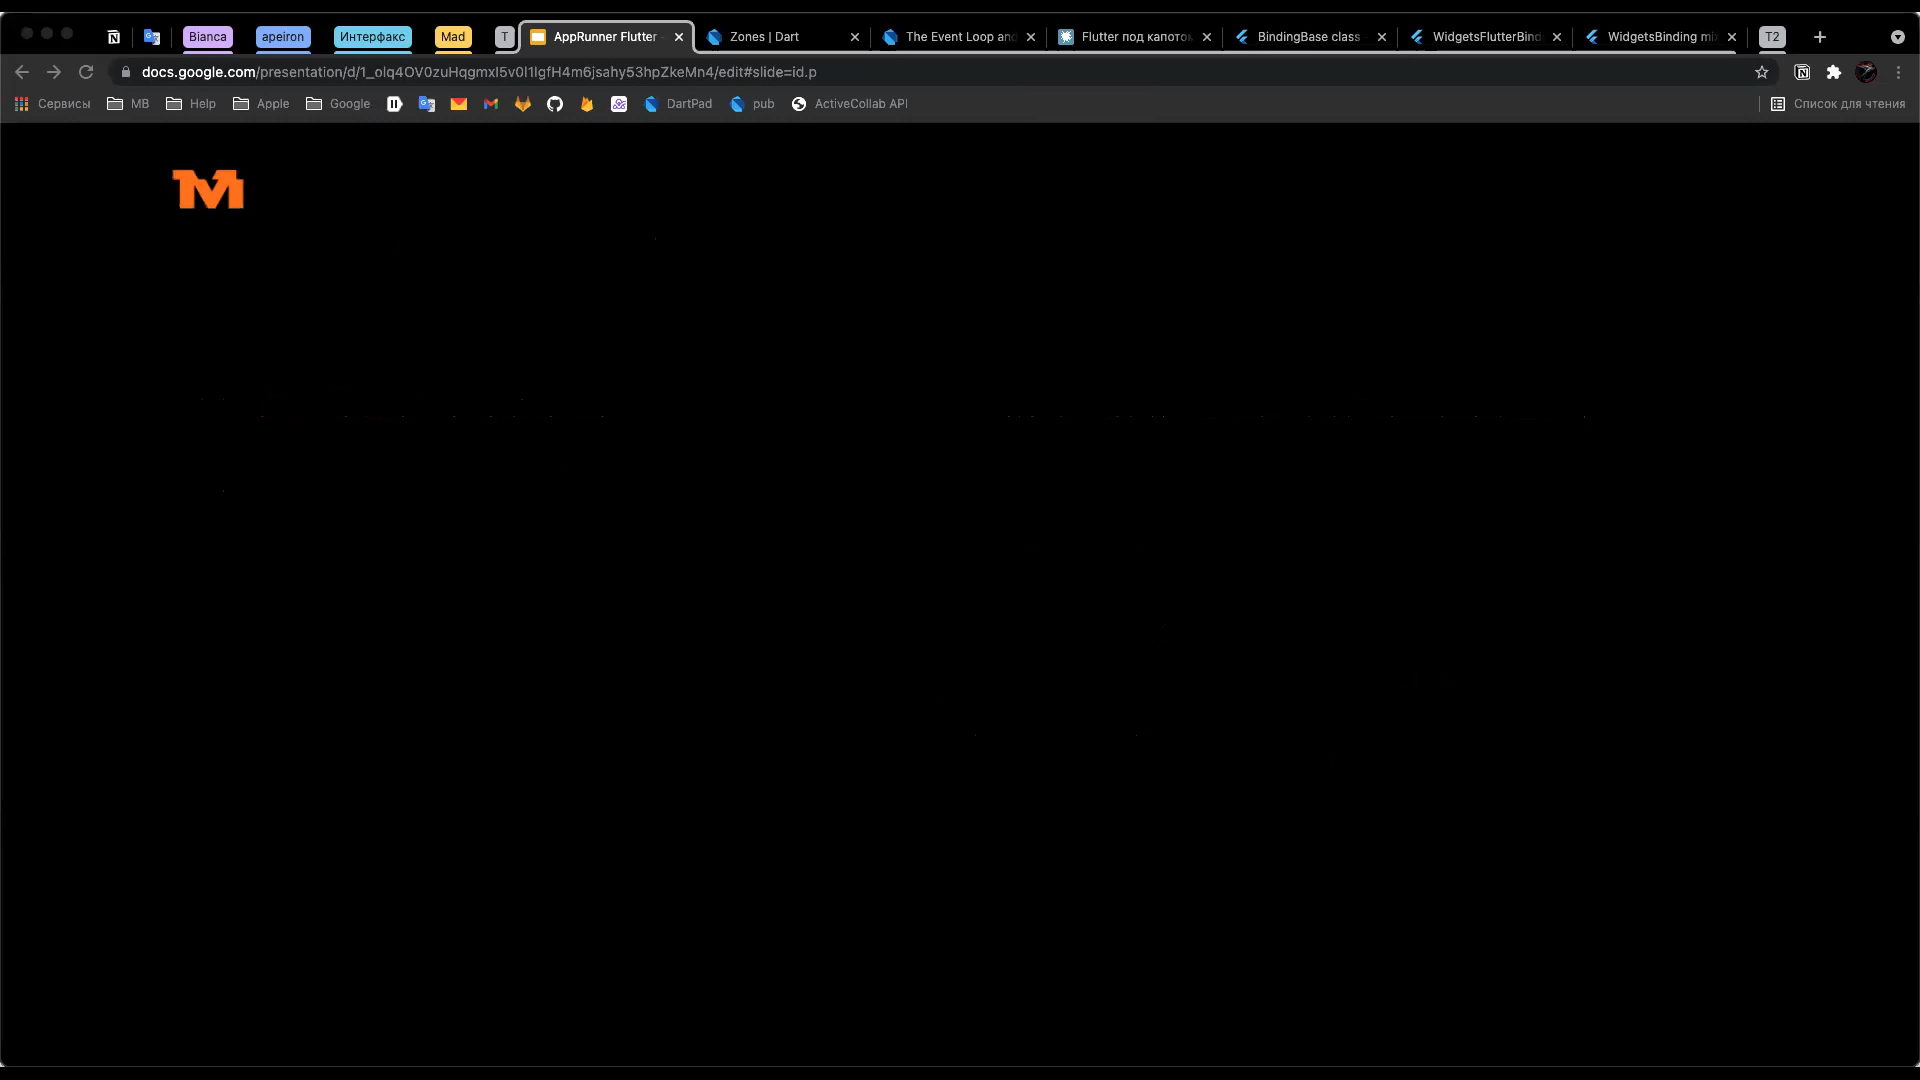 Bianca apeiron Интерфакс Mad T AppRunner Flutter Zones | Dart The Event Loop and Flutter под капотом BindingBase class WidgetsFlutterBind WidgetsBinding mi T2
docs.google.com/presentation/d/1_olq4OV0zuHqgmxI5v0l1IgfH4m6jsahy53hpZkeMn4/edit#slide=id.p
Сервисы MB Help Apple Google DartPad pub ActiveCollab API Список для чтения
M